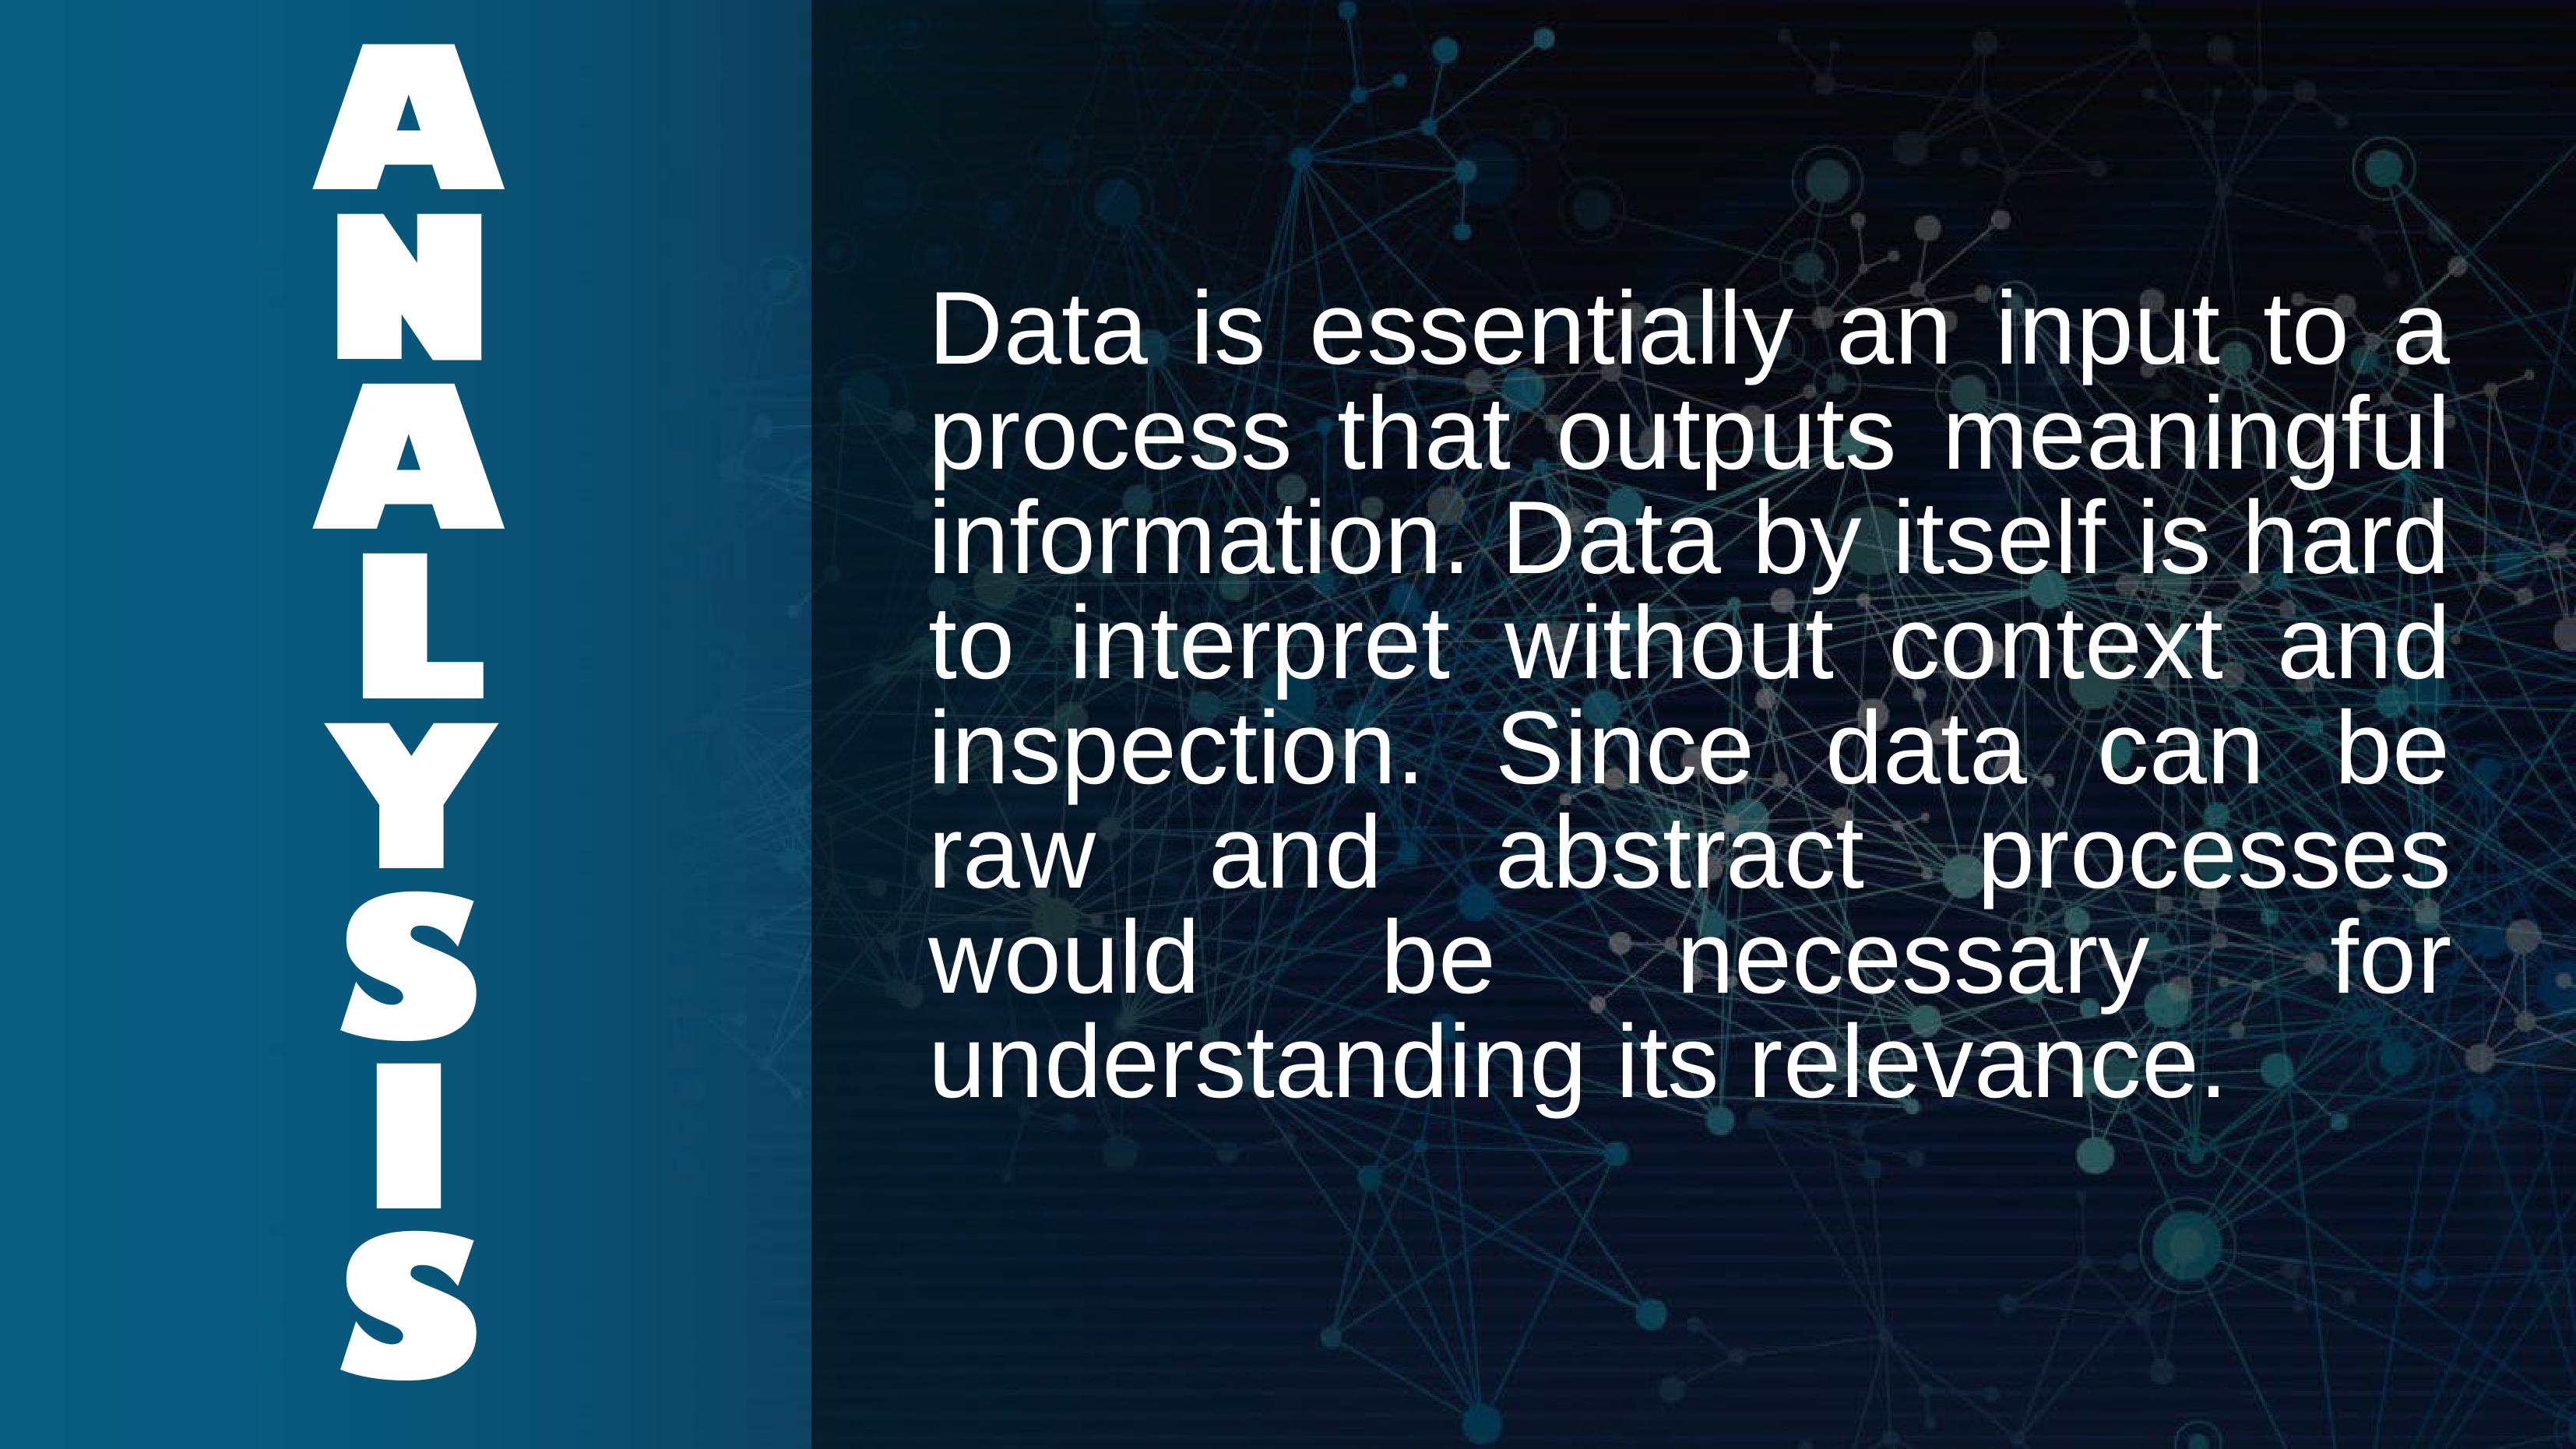 A
N
A
L
Y
S
I
S
Data is essentially an input to a
process that outputs meaningful
information. Data by itself is hard
to interpret without context and
inspection. Since data can be
raw and abstract processes
would be necessary for
understanding its relevance.